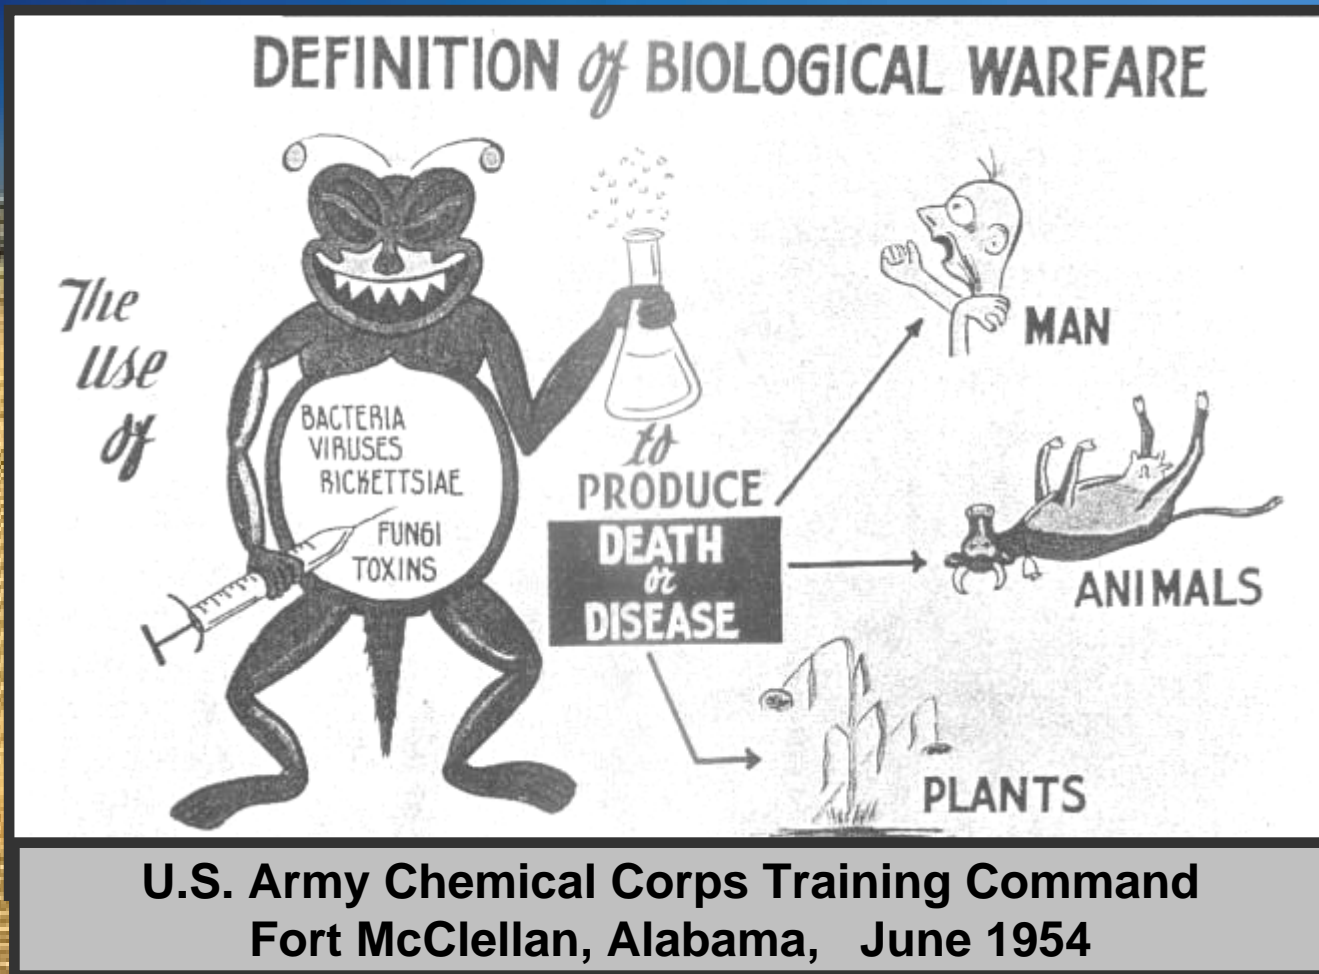 DEFINITION of BIOLOGICAL WARFARE
The
use
of
BACTERIA
VIRUSES
RICKETTSIAE
FUNGI
TOXINS
to
PRODUCE
DEATH
or
DISEASE
MAN
ANIMALS
PLANTS
U.S. Army Chemical Corps Training Command
Fort McClellan, Alabama,   June 1954